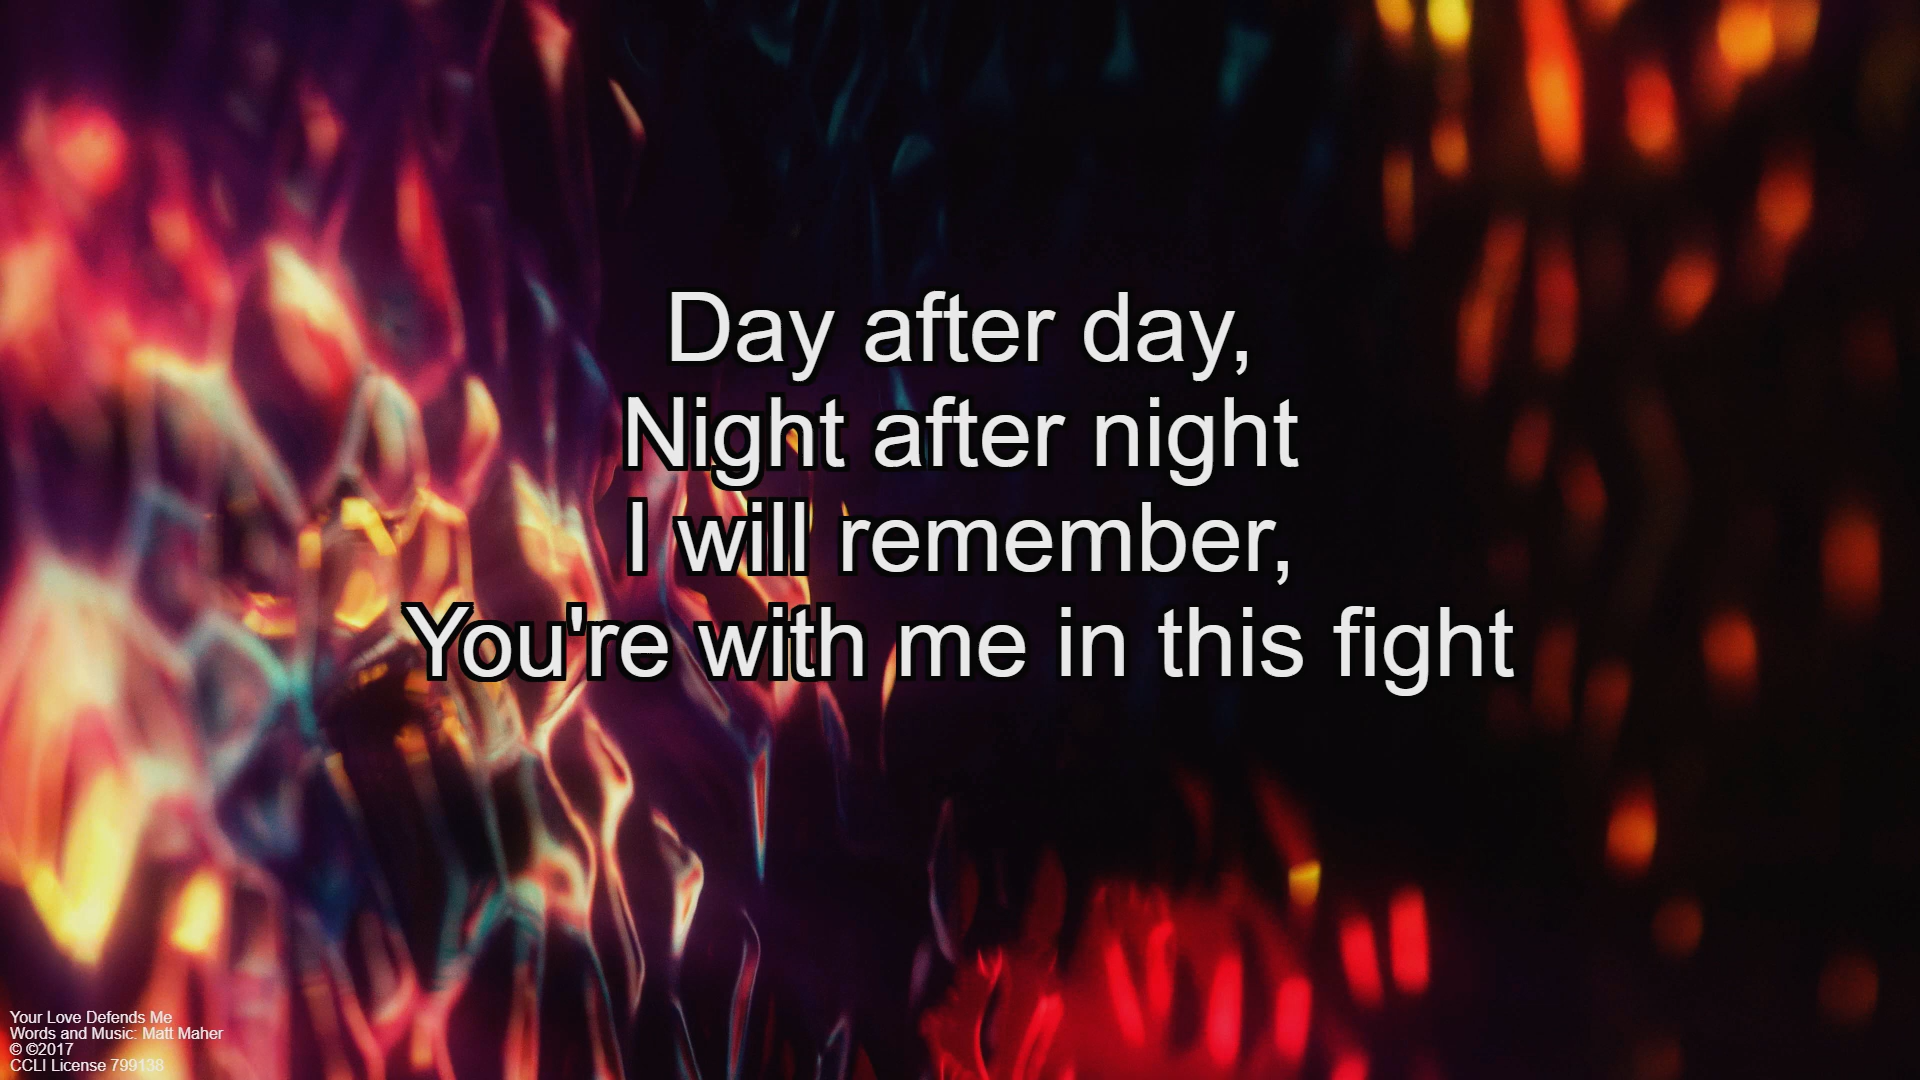 Day after day,
Night after night
I will remember,
You're with me in this fight
Your Love Defends Me
Words and Music: Matt Maher
© ©2017
CCLI License 799138